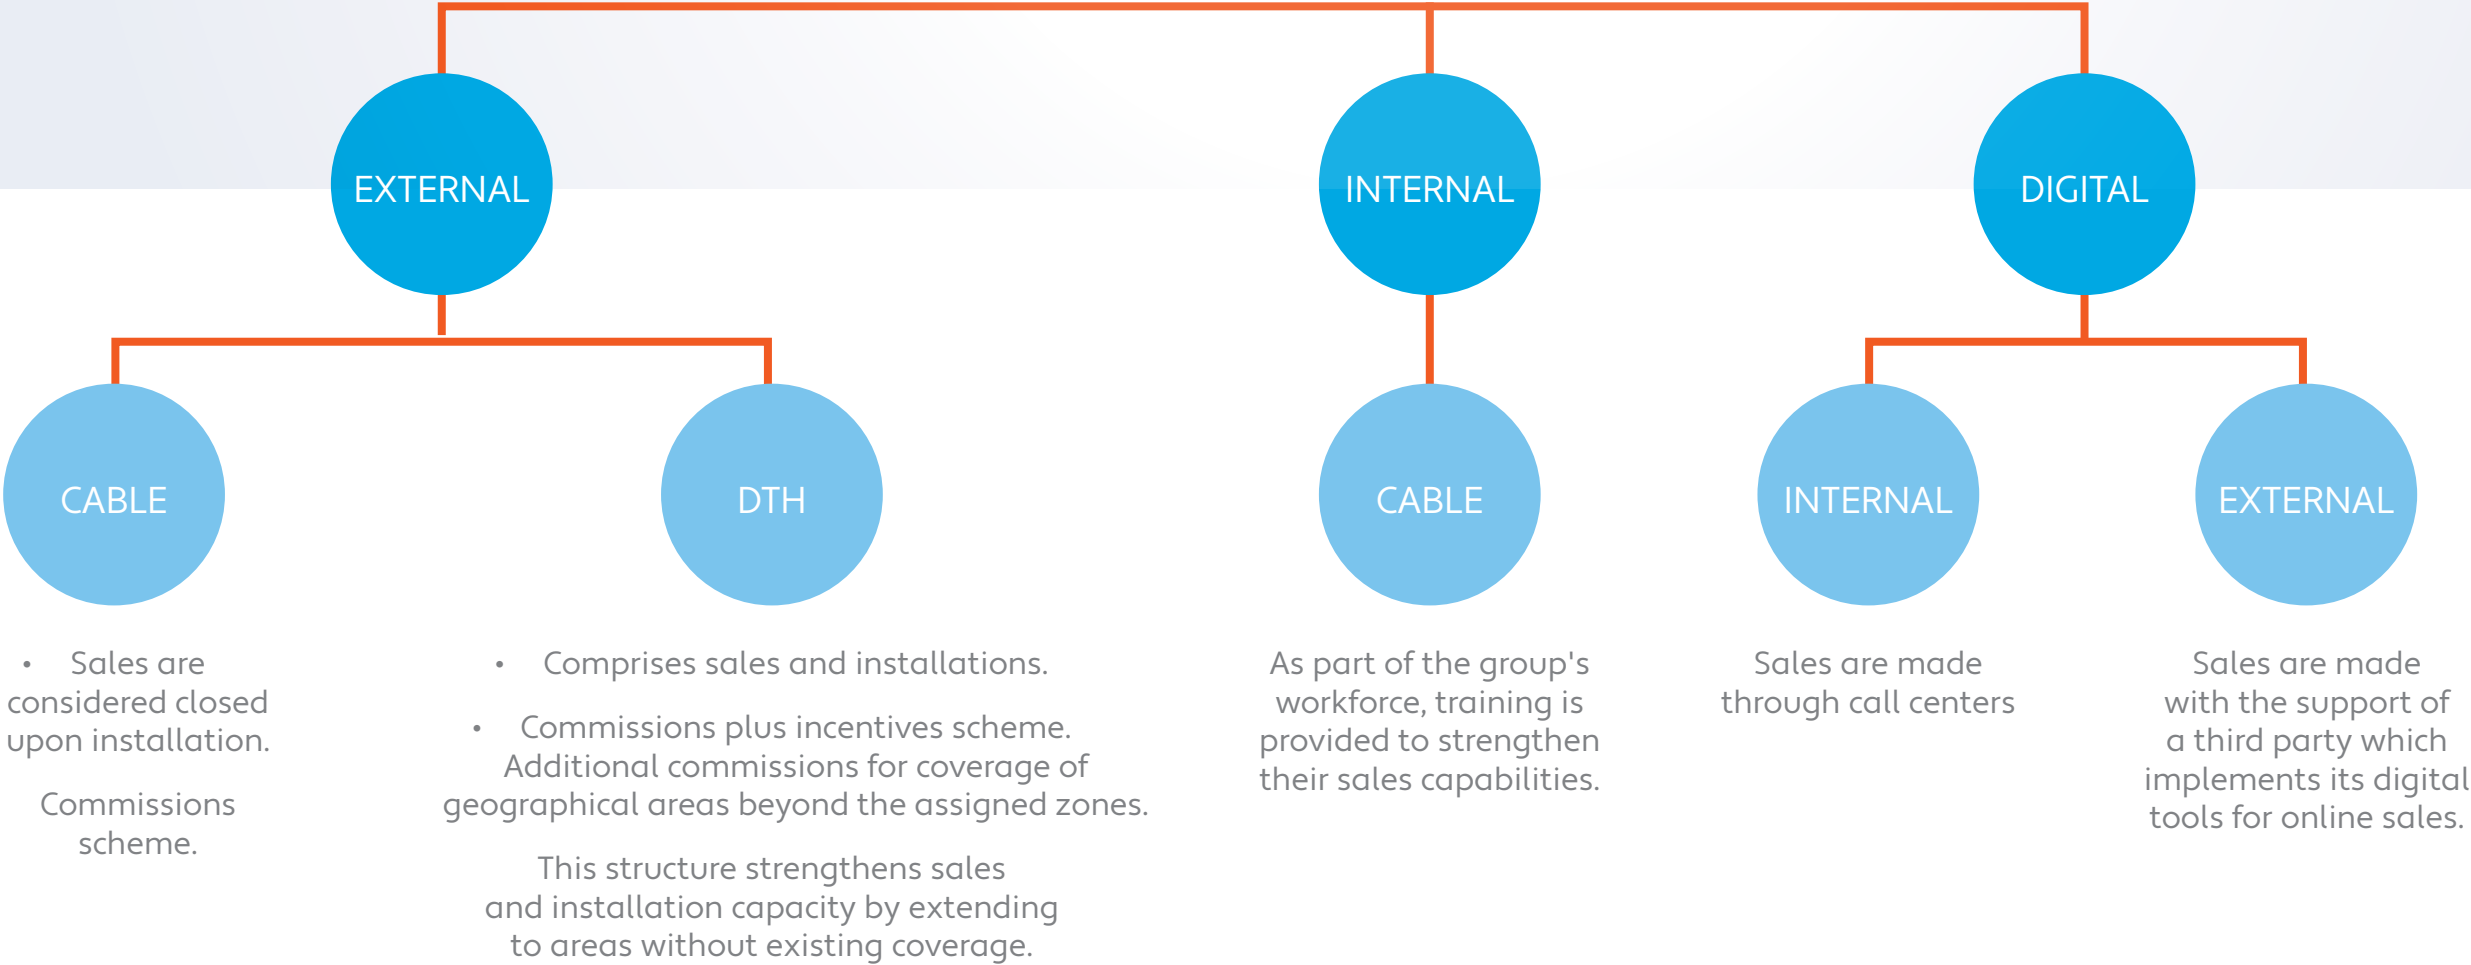 EXTERNAL
INTERNAL
DIGITAL
CABLE
DTH
CABLE
INTERNAL
EXTERNAL
• Sales are
considered closed
upon installation.
Commissions
scheme.
• Comprises sales and installations.
• Commissions plus incentives scheme.
Additional commissions for coverage of
geographical areas beyond the assigned zones.
This structure strengthens sales
and installation capacity by extending
to areas without existing coverage.
As part of the group's
workforce, training is
provided to strengthen
their sales capabilities.
Sales are made
through call centers
Sales are made
with the support of
a third party which
implements its digital
tools for online sales.